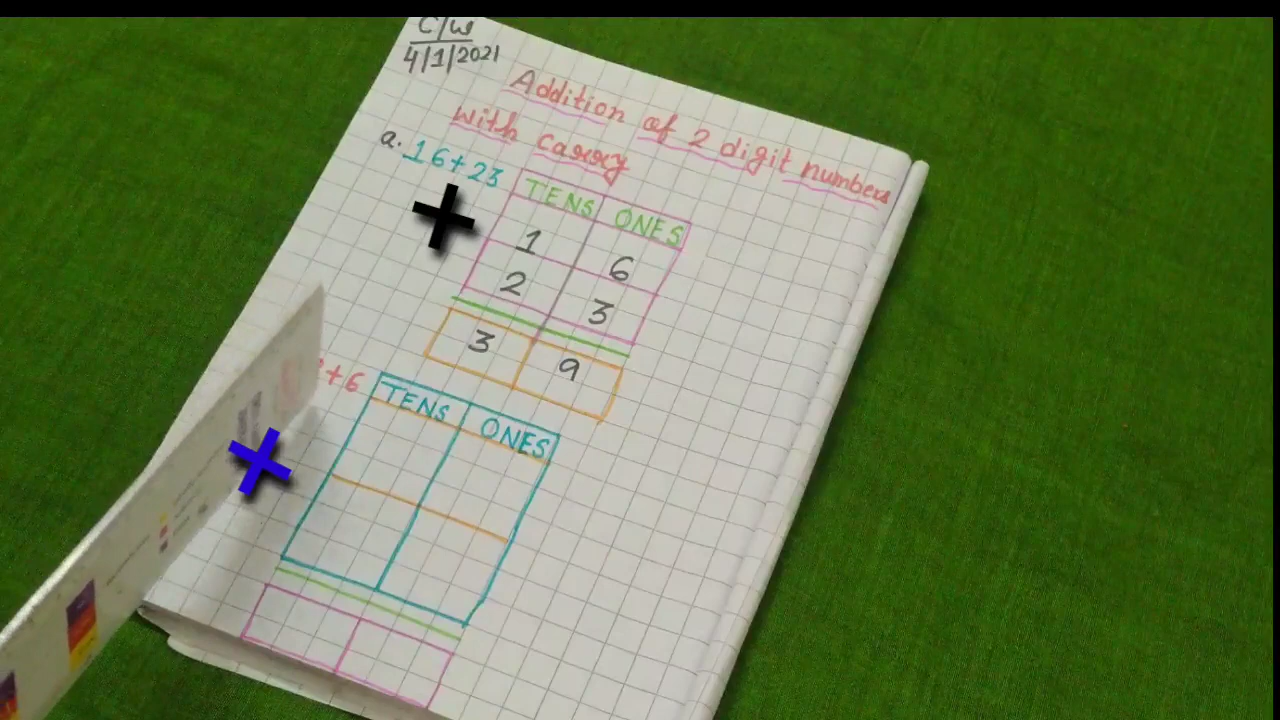 C/W
4/1/2021
Addition of 2 digit numbers
with carry
a. 16+23
TENS ONES
1 6
2 3
3 9
+6
TENS ONES